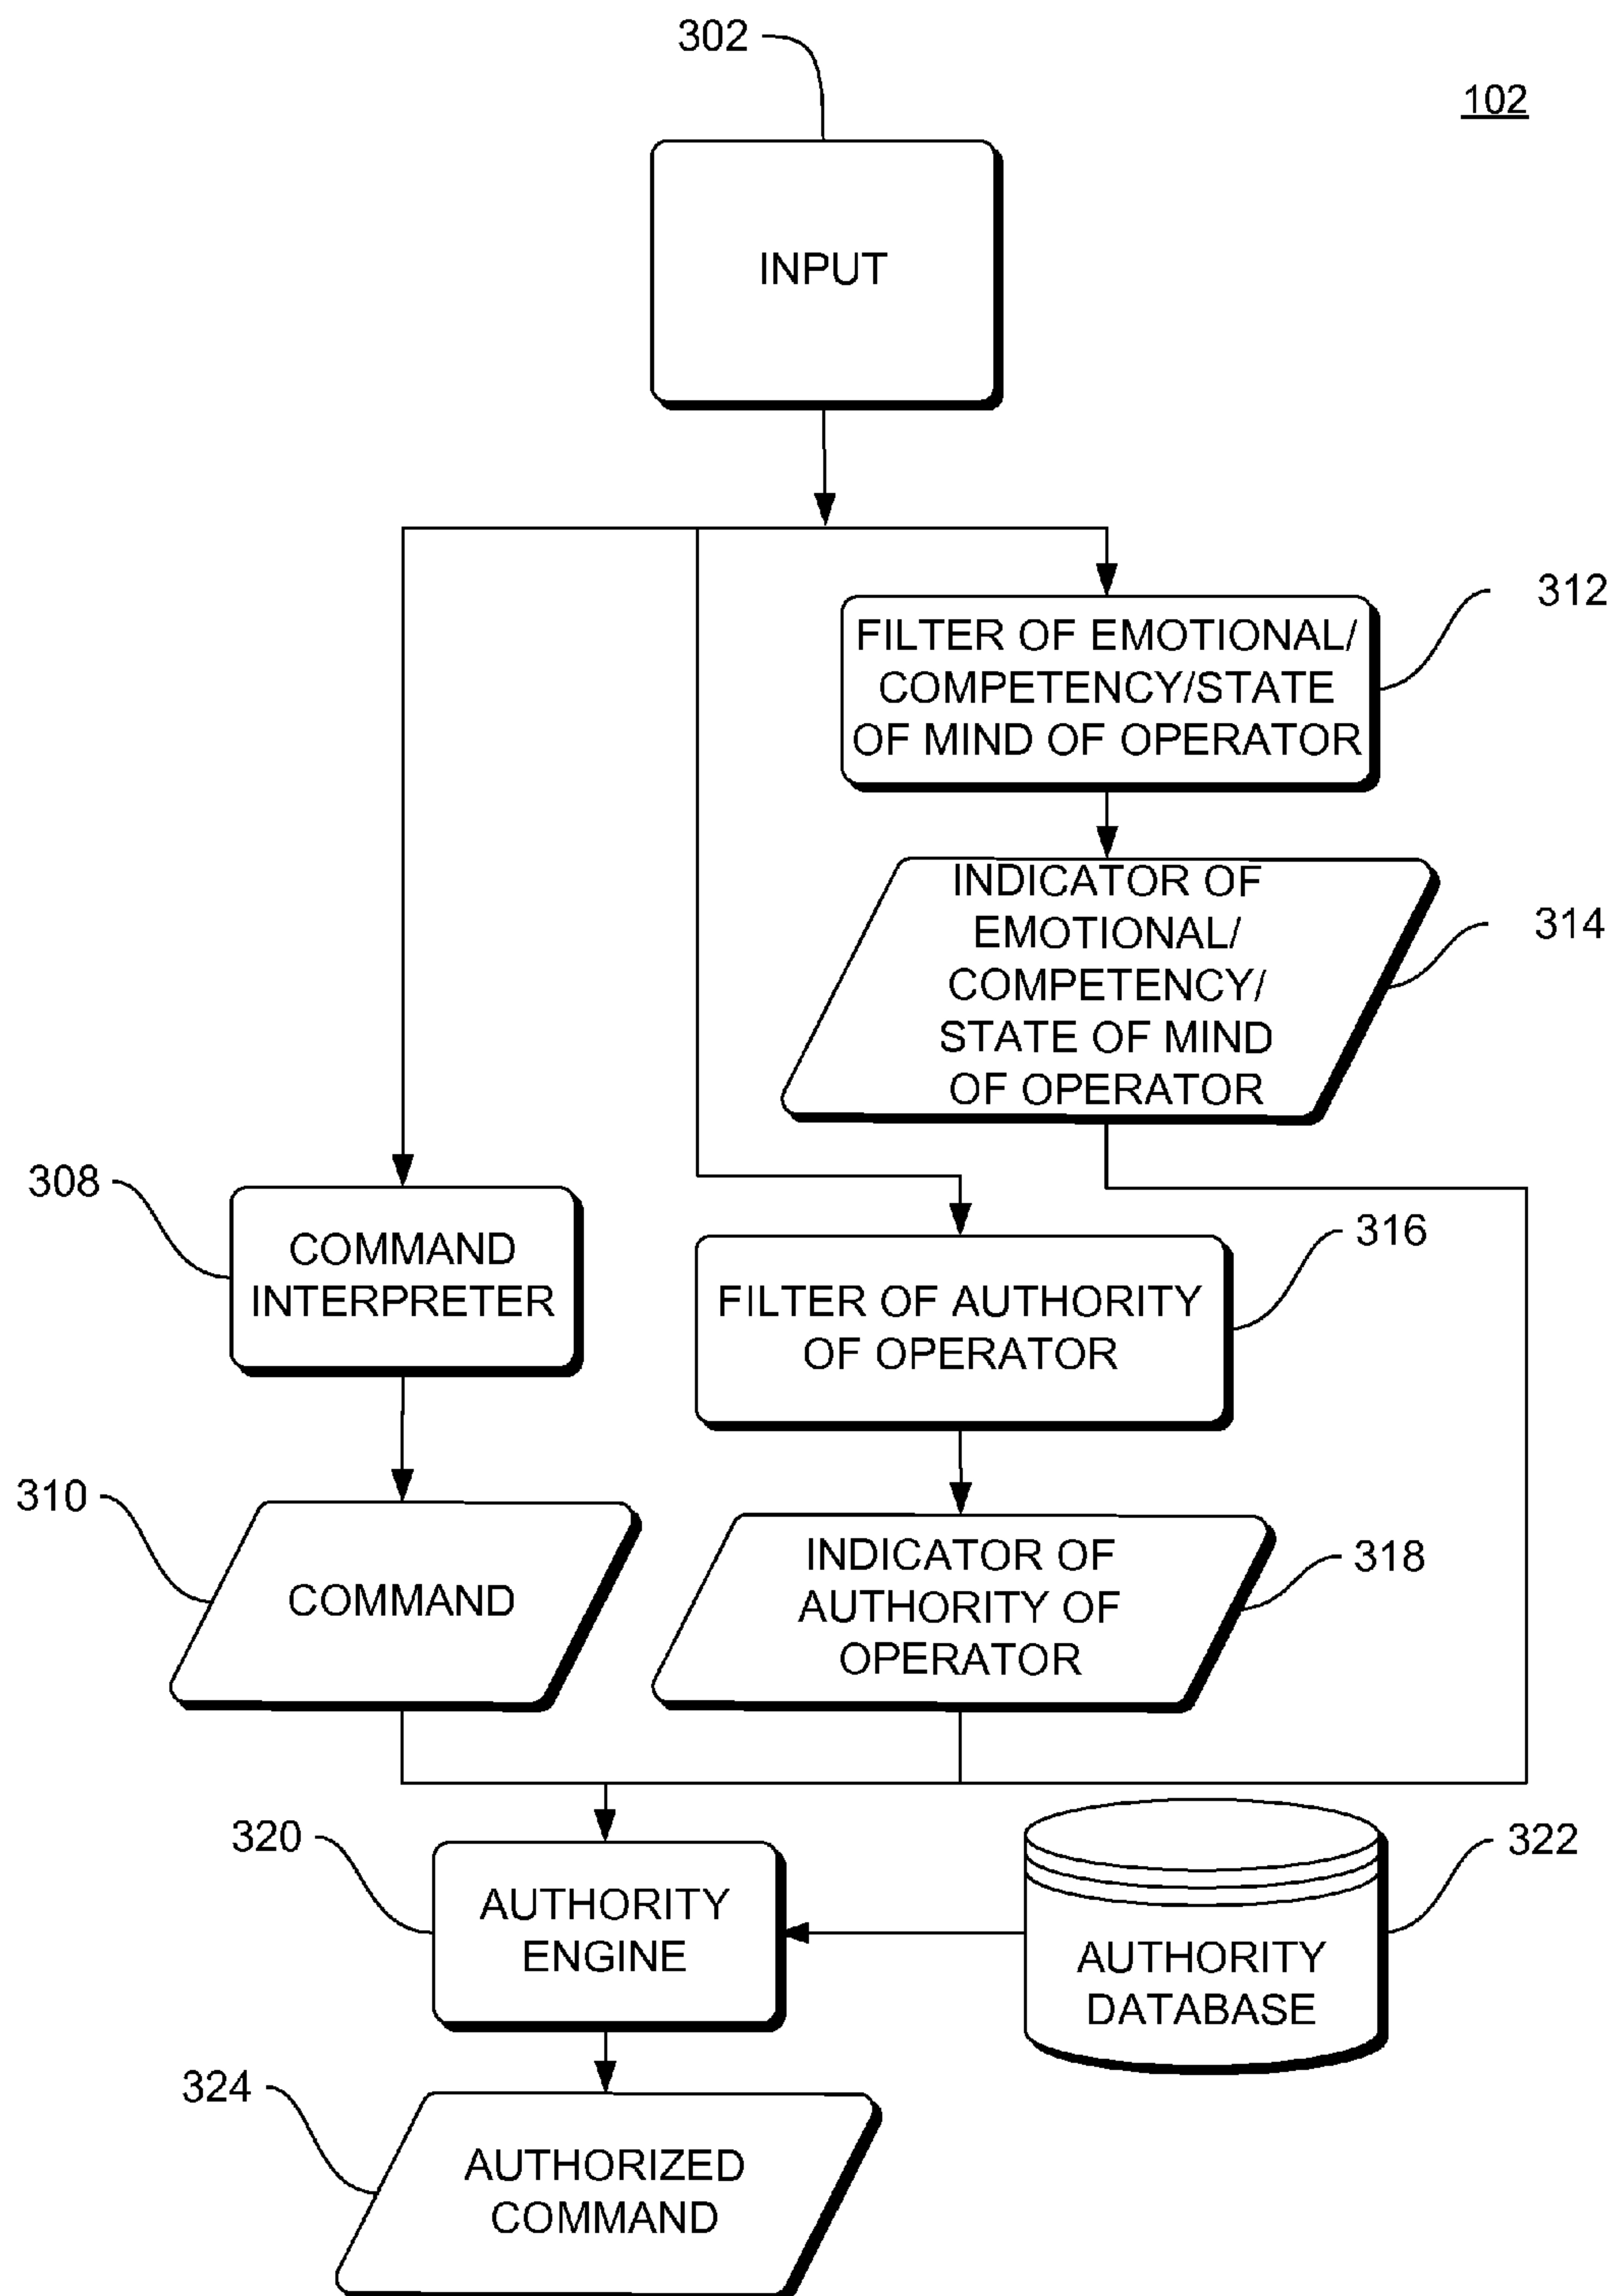 302
102
INPUT
312
FILTER OF EMOTIONAL/
COMPETENCY/STATE
OF MIND OF OPERATOR
314
INDICATOR OF
EMOTIONAL/
COMPETENCY/
STATE OF MIND
OF OPERATOR
308
COMMAND
INTERPRETER
316
FILTER OF AUTHORITY
OF OPERATOR
310
COMMAND
318
INDICATOR OF
AUTHORITY OF
OPERATOR
320
AUTHORITY
ENGINE
322
AUTHORITY
DATABASE
324
AUTHORIZED
COMMAND